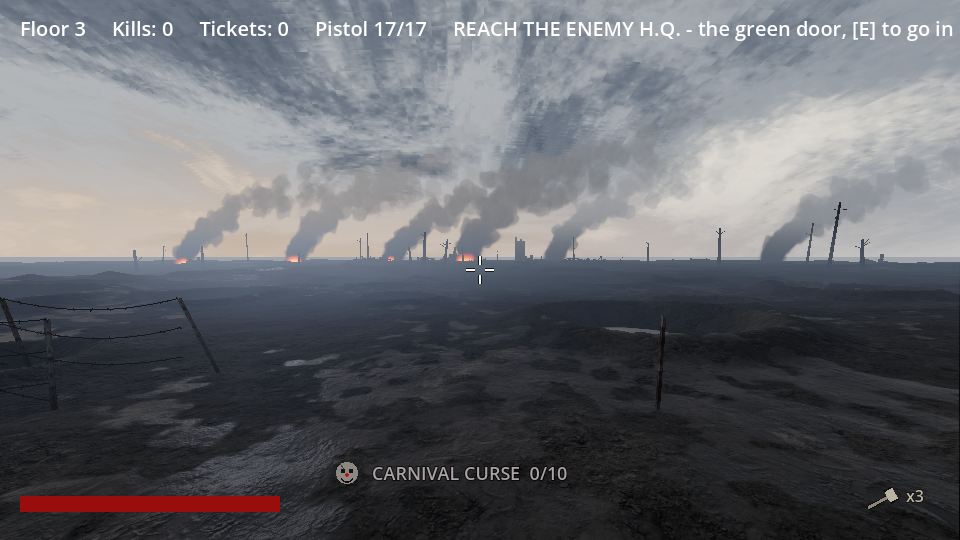 Floor 3 Kills: 0 Tickets: 0 Pistol 17/17 REACH THE ENEMY H.Q. - the green door, [E] to go in
CARNIVAL CURSE 0/10
x3